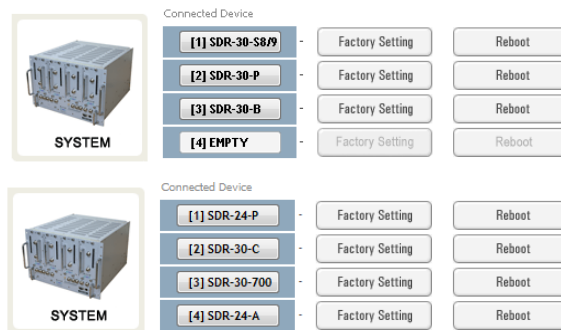 Connected Device
[1] SDR-30-S8/9 - Factory Setting Reboot
[2] SDR-30-P - Factory Setting Reboot
[3] SDR-30-B - Factory Setting Reboot
[4] EMPTY - Factory Setting Reboot
SYSTEM
Connected Device
[1] SDR-24-P - Factory Setting Reboot
[2] SDR-30-C - Factory Setting Reboot
[3] SDR-30-700 - Factory Setting Reboot
[4] SDR-24-A - Factory Setting Reboot
SYSTEM